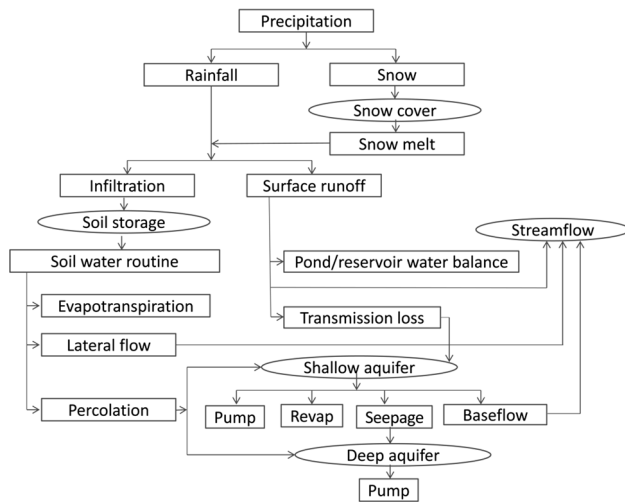 Precipitation
Rainfall
Snow
Snow cover
Snow melt
Infiltration
Surface runoff
Soil storage
Streamflow
Soil water routine
Pond/reservoir water balance
Evapotranspiration
Transmission loss
Lateral flow
Shallow aquifer
Percolation
Pump
Revap
Seepage
Baseflow
Deep aquifer
Pump